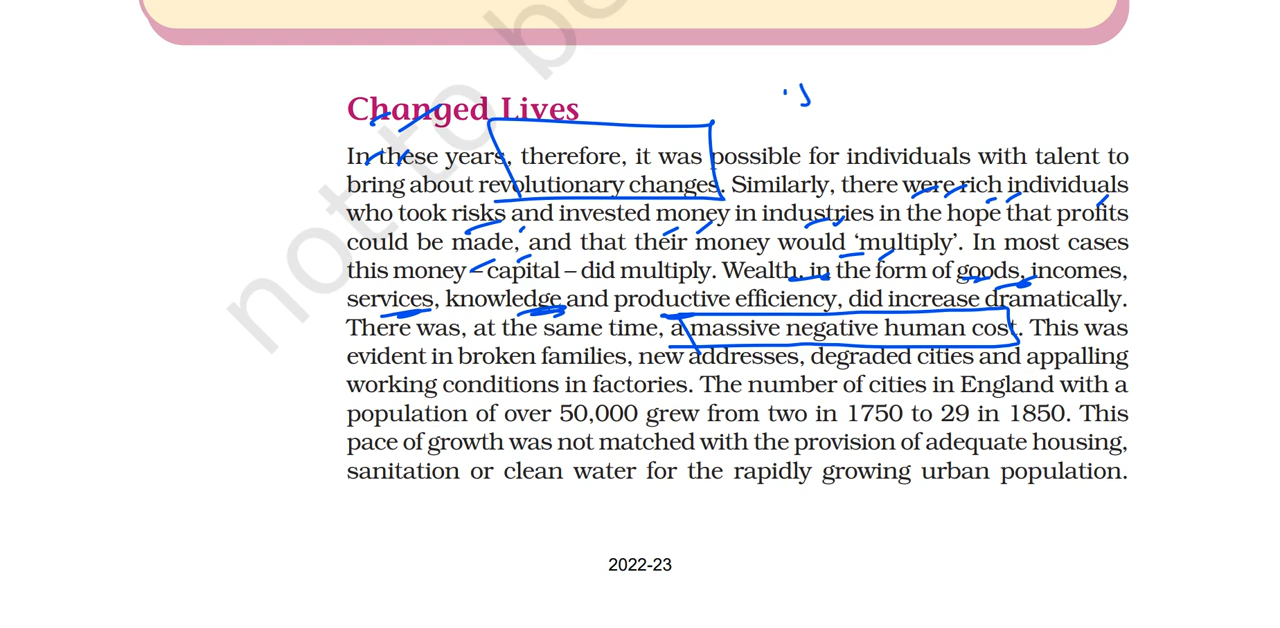 not to be
Changed Lives
In these years, therefore, it was possible for individuals with talent to
bring about revolutionary changes. Similarly, there were rich individuals
who took risks and invested money in industries in the hope that profits
could be made, and that their money would ‘multiply’. In most cases
this money – capital – did multiply. Wealth, in the form of goods, incomes,
services, knowledge and productive efficiency, did increase dramatically.
There was, at the same time, a massive negative human cost. This was
evident in broken families, new addresses, degraded cities and appalling
working conditions in factories. The number of cities in England with a
population of over 50,000 grew from two in 1750 to 29 in 1850. This
pace of growth was not matched with the provision of adequate housing,
sanitation or clean water for the rapidly growing urban population.
2022-23